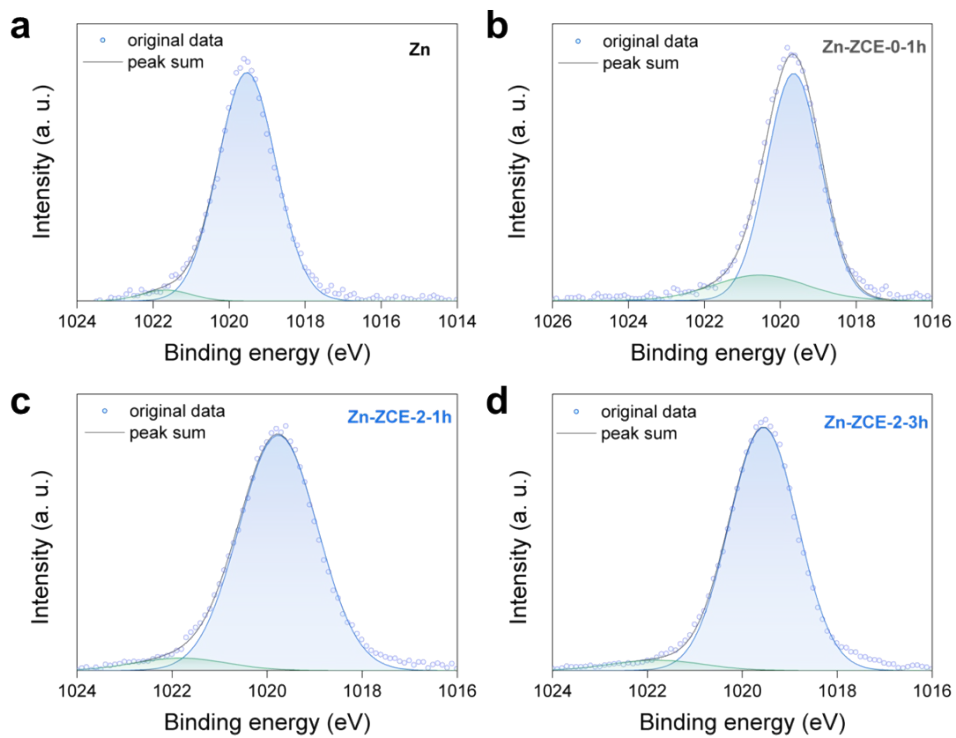 a
original data
peak sum
Zn
Intensity (a. u.)
1024 1022 1020 1018 1016 1014
Binding energy (eV)
b
original data
peak sum
Zn-ZCE-0-1h
Intensity (a. u.)
1026 1024 1022 1020 1018 1016
Binding energy (eV)
c
original data
peak sum
Zn-ZCE-2-1h
Intensity (a. u.)
1024 1022 1020 1018 1016
Binding energy (eV)
d
original data
peak sum
Zn-ZCE-2-3h
Intensity (a. u.)
1024 1022 1020 1018 1016
Binding energy (eV)